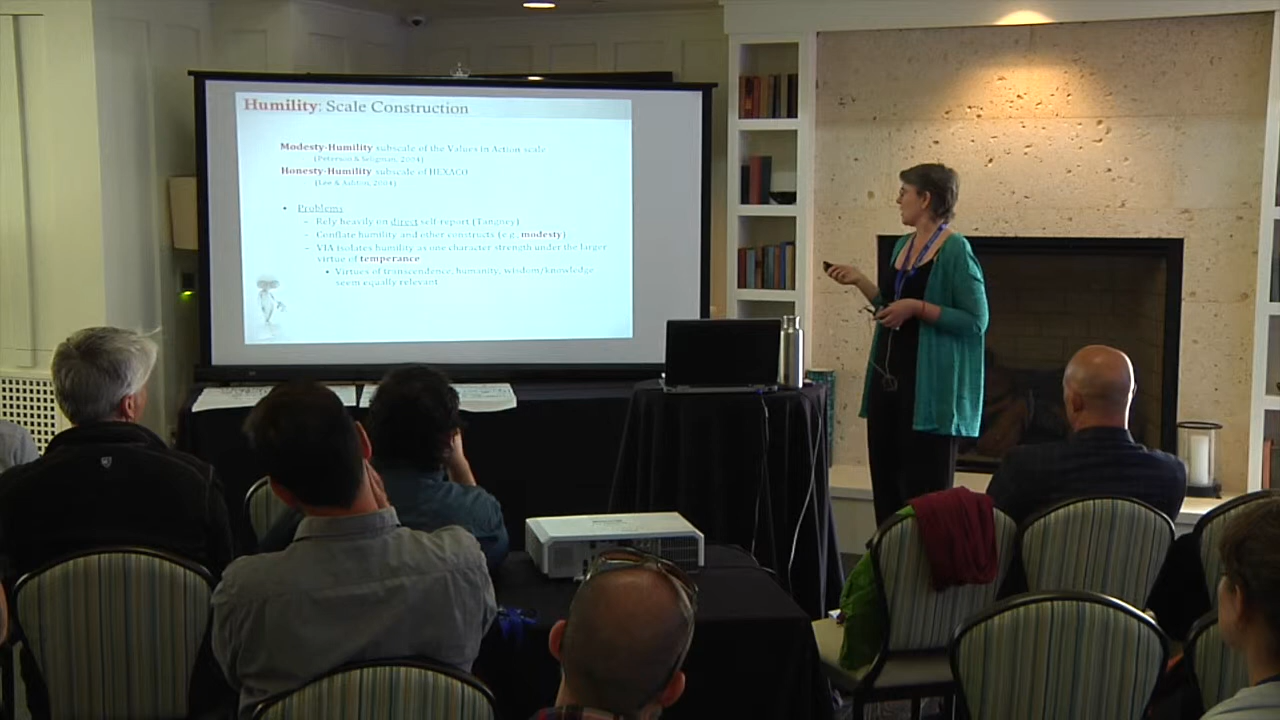 Humility: Scale Construction
Modesty-Humility subscale of the Values in Action scale
(Peterson & Seligman, 2004)
Honesty-Humility subscale of HEXACO
(Lee & Ashton, 2004)
• Problems
– Rely heavily on direct self report (Tangney)
– Conflate humility and other constructs (e.g., modesty)
– VIA isolates humility as one character strength under the larger
virtue of temperance
• Virtues of transcendence, humanity, wisdom/knowledge
seem equally relevant